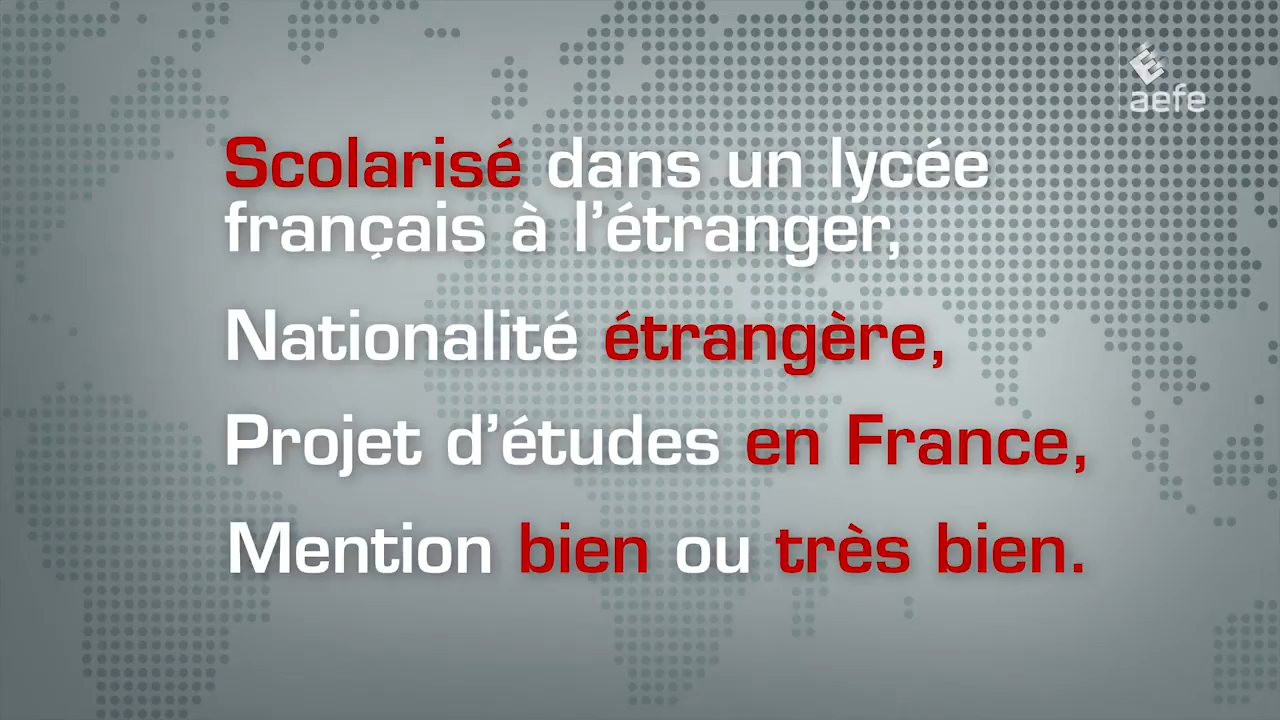 aefe
Scolarisé dans un lycée
français à l’étranger,
Nationalité étrangère,
Projet d’études en France,
Mention bien ou très bien.